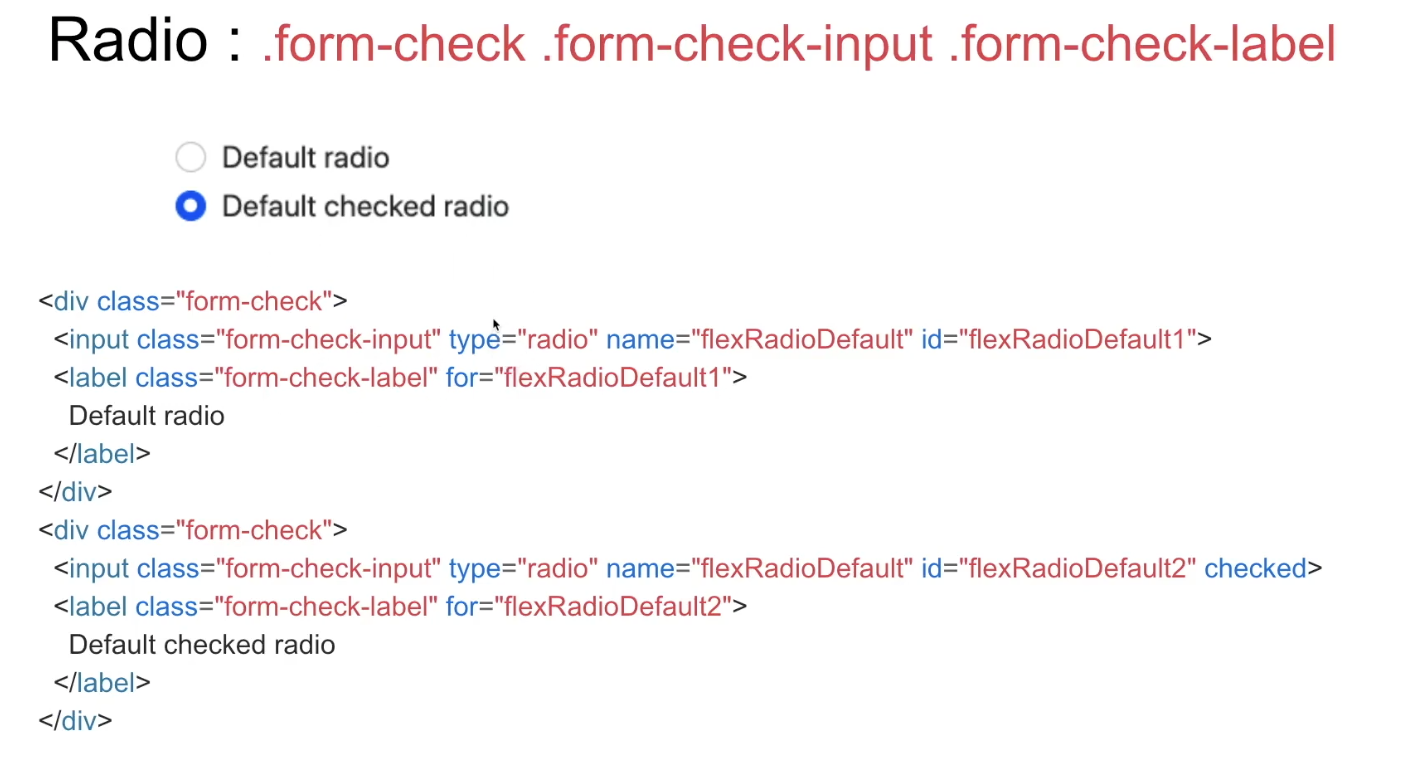 Radio : .form-check .form-check-input .form-check-label
Default radio
Default checked radio
<div class="form-check">
<input class="form-check-input" type="radio" name="flexRadioDefault" id="flexRadioDefault1">
<label class="form-check-label" for="flexRadioDefault1">
Default radio
</label>
</div>
<div class="form-check">
<input class="form-check-input" type="radio" name="flexRadioDefault" id="flexRadioDefault2" checked>
<label class="form-check-label" for="flexRadioDefault2">
Default checked radio
</label>
</div>